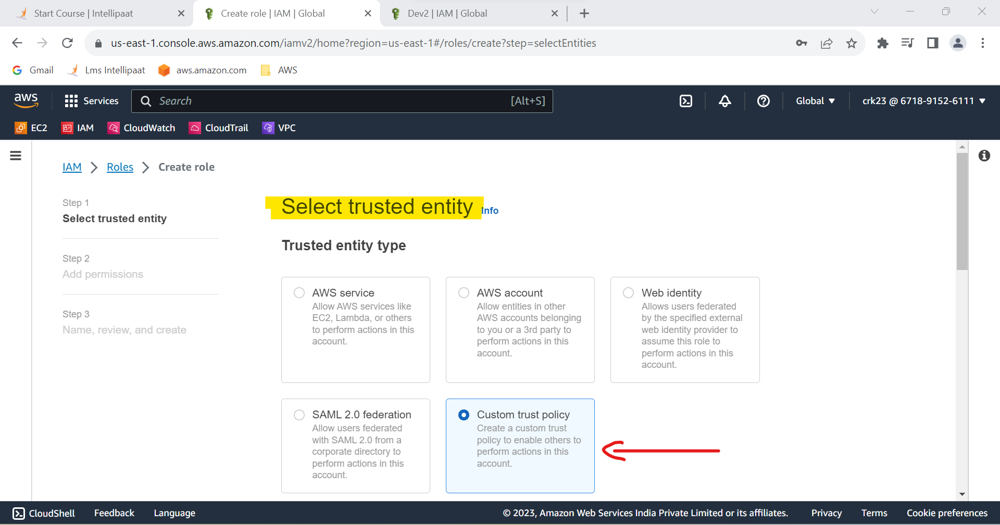 Start Course | Intellipaat
Create role | IAM | Global
Dev2 | IAM | Global
us-east-1.console.aws.amazon.com/iamv2/home?region=us-east-1#/roles/create?step=selectEntities
Gmail
Lms Intellipaat
aws.amazon.com
AWS
aws
Services
Search
[Alt+S]
Global
crk23 @ 6718-9152-6111
EC2
IAM
CloudWatch
CloudTrail
VPC
IAM
Roles
Create role
Step 1
Select trusted entity
Step 2
Add permissions
Step 3
Name, review, and create
Select trusted entity Info
Trusted entity type
AWS service
Allow AWS services like
EC2, Lambda, or others
to perform actions in this
account.
AWS account
Allow entities in other
AWS accounts belonging
to you or a 3rd party to
perform actions in this
account.
Web identity
Allows users federated
by the specified external
web identity provider to
assume this role to
perform actions in this
account.
SAML 2.0 federation
Allow users federated
with SAML 2.0 from a
corporate directory to
perform actions in this
account.
Custom trust policy
Create a custom trust
policy to enable others to
perform actions in this
account.
CloudShell
Feedback
Language
© 2023, Amazon Web Services India Private Limited or its affiliates.
Privacy
Terms
Cookie preferences